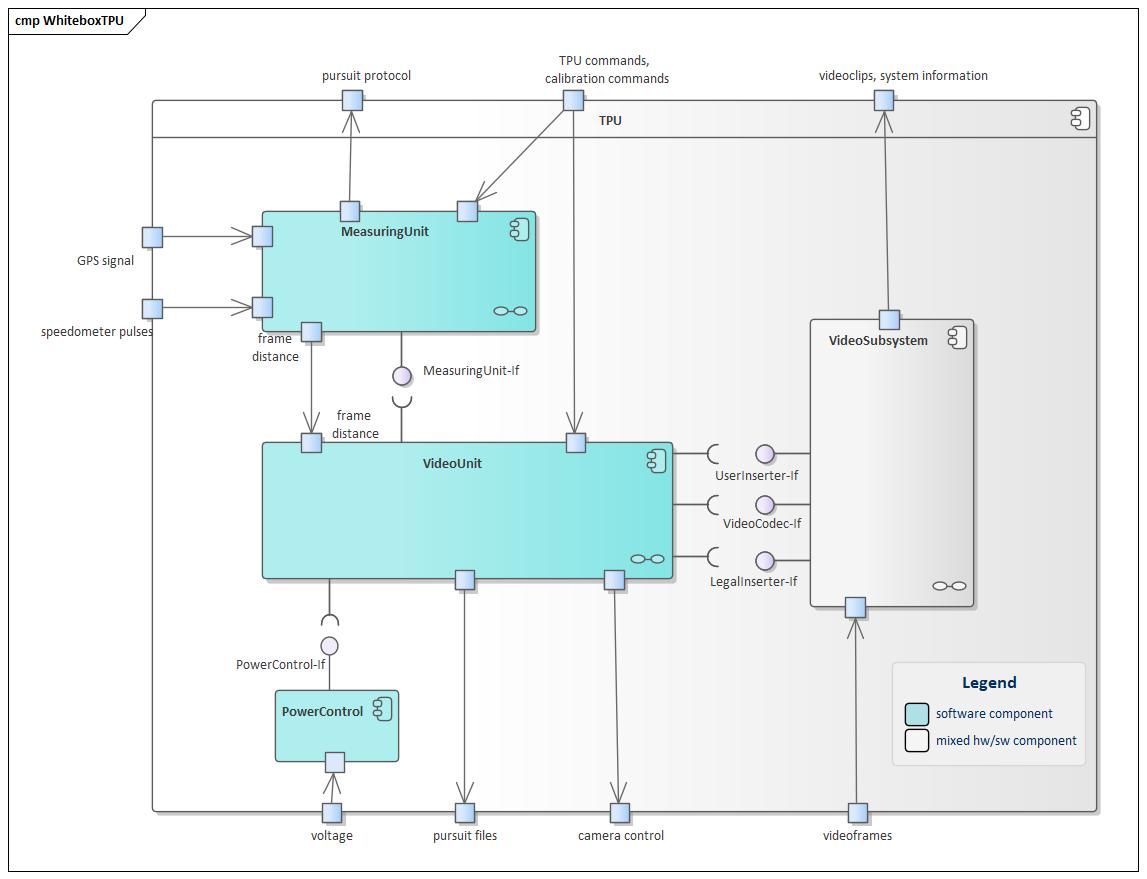 cmp WhiteboxTPU
pursuit protocol
TPU commands,
calibration commands
videoclips, system information
TPU
MeasuringUnit
GPS signal
speedometer pulses
frame
distance
MeasuringUnit-If
VideoSubsystem
frame
distance
VideoUnit
UserInserter-If
VideoCodec-If
LegalInserter-If
PowerControl-If
PowerControl
Legend
software component
mixed hw/sw component
voltage
pursuit files
camera control
videoframes